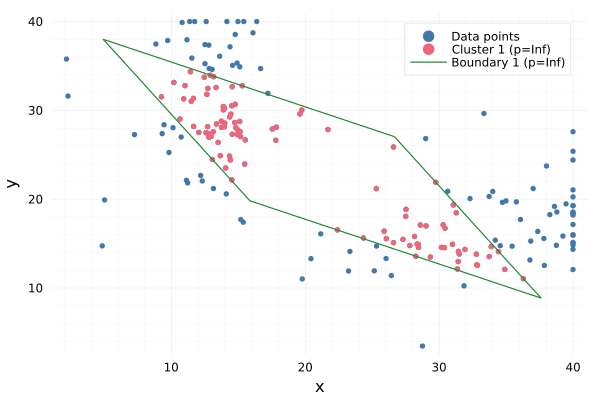 40
Data points
Cluster 1 (p=Inf)
Boundary 1 (p=Inf)
30
y
20
10
10 20 30 40
x